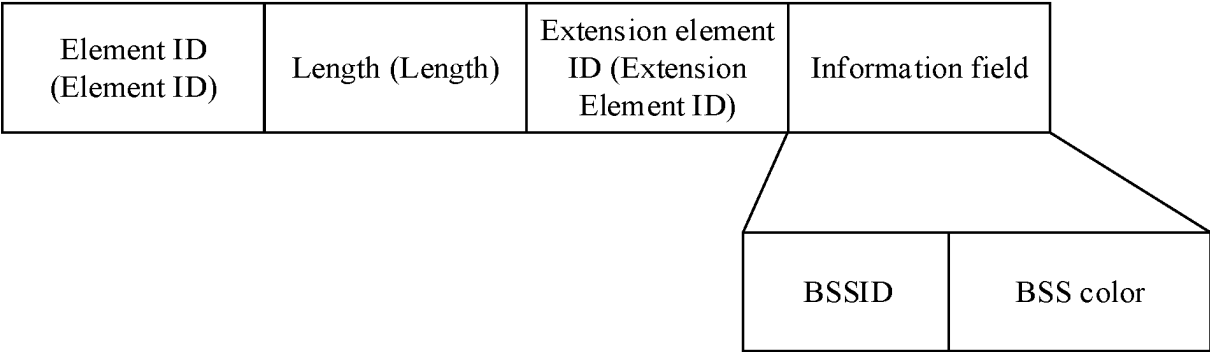 Element ID
(Element ID)
Length (Length)
Extension element
ID (Extension
Element ID)
Information field
BSSID
BSS color